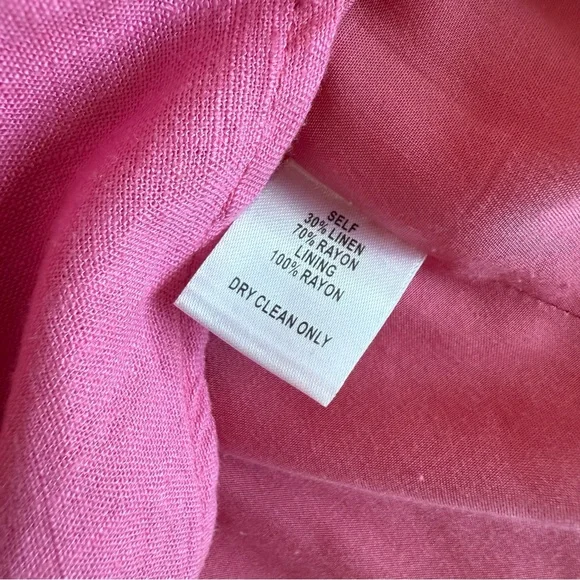 SELF
30% LINEN
70% RAYON
LINING
100% RAYON
DRY CLEAN ONLY